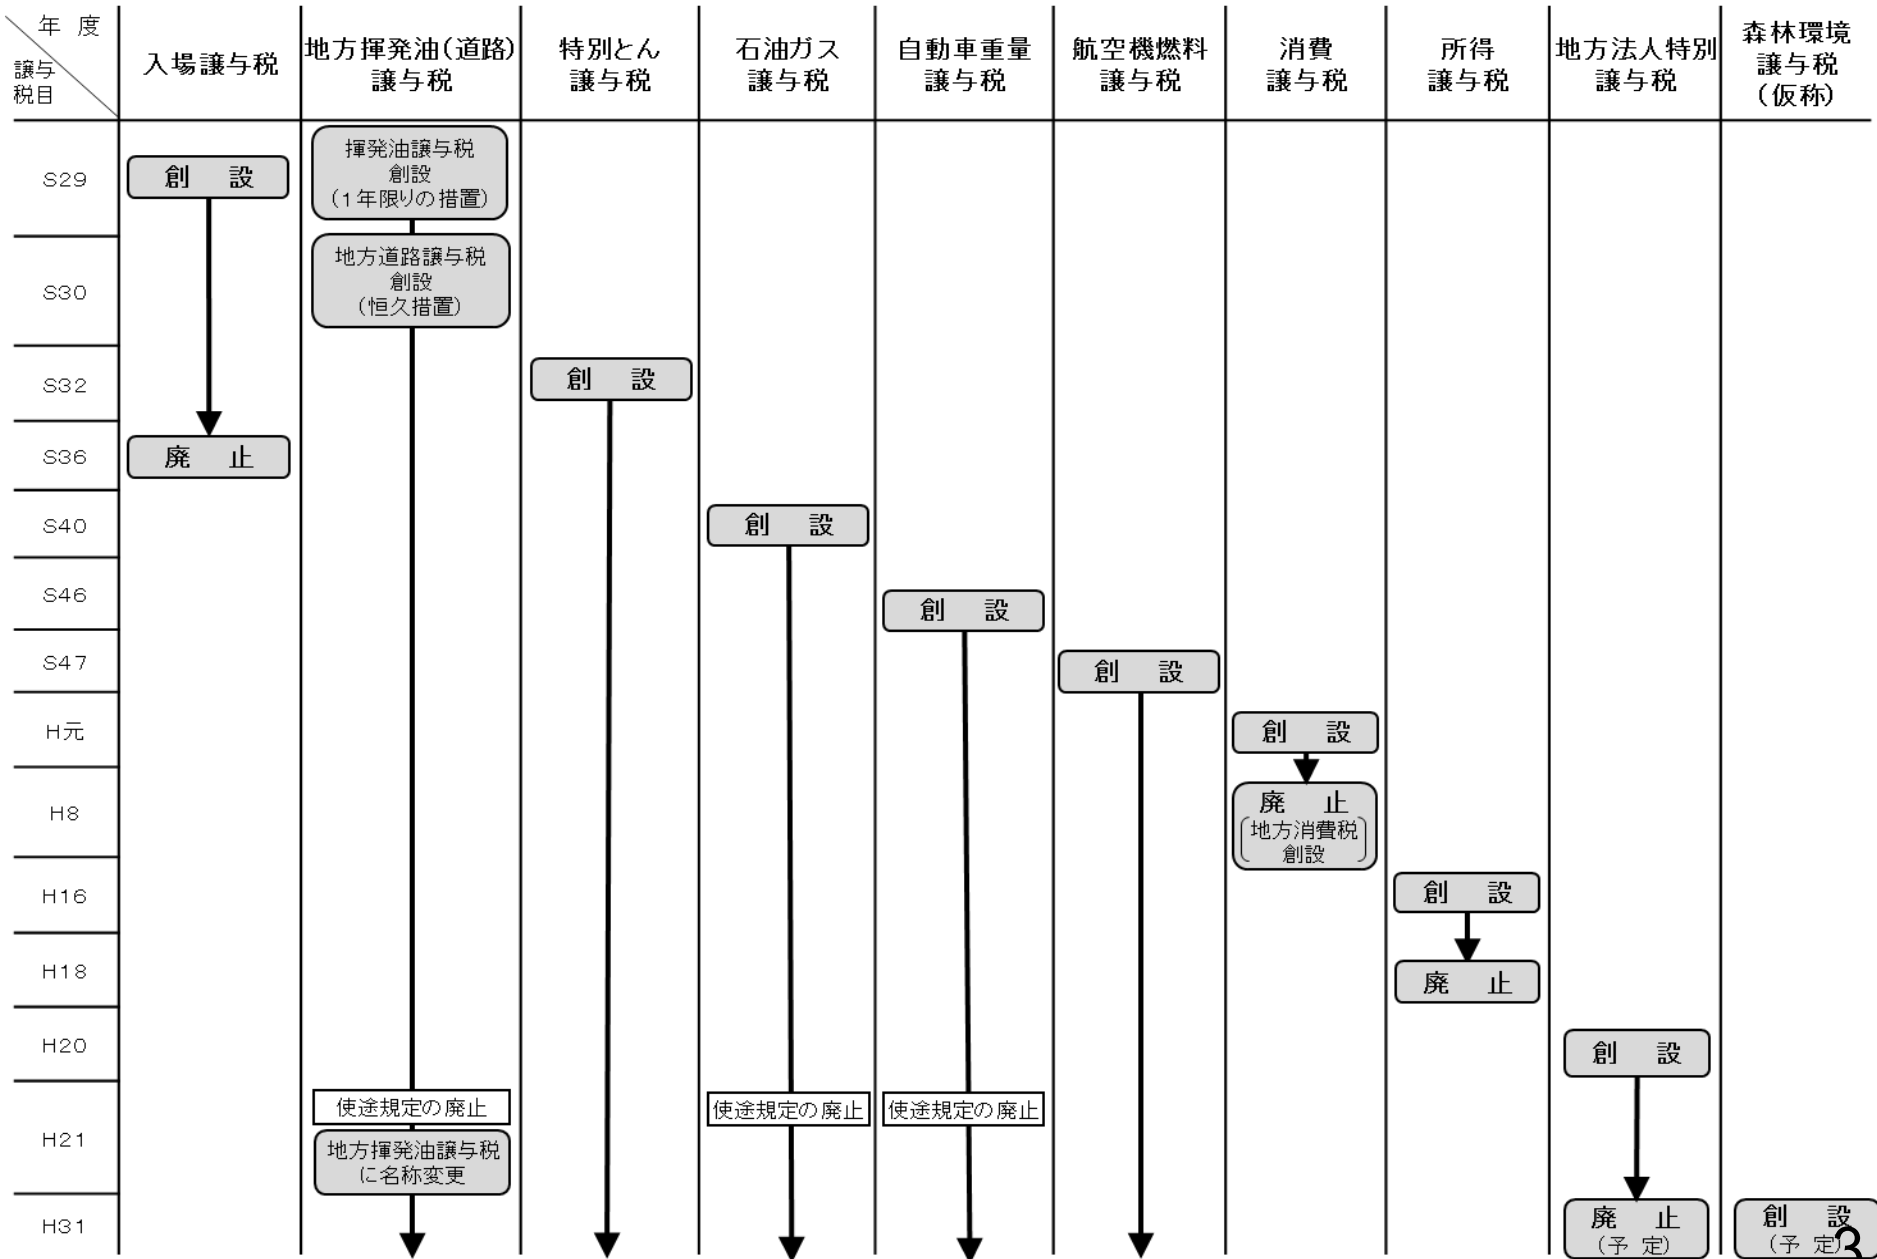 年 度
譲与
税目
入場譲与税
地方揮発油(道路)
譲与税
特別とん
譲与税
石油ガス
譲与税
自動車重量
譲与税
航空機燃料
譲与税
消費
譲与税
所得
譲与税
地方法人特別
譲与税
森林環境
譲与税
(仮称)
S29
創 設
揮発油譲与税
創設
(1年限りの措置)
S30
地方道路譲与税
創設
(恒久措置)
S32
創 設
S36
廃 止
S40
創 設
S46
創 設
S47
創 設
H元
創 設
H8
廃 止
地方消費税
創設
H16
創 設
H18
廃 止
H20
創 設
H21
使途規定の廃止
地方揮発油譲与税
に名称変更
使途規定の廃止
使途規定の廃止
H31
廃 止
(予 定)
創 設
(予 定)
3